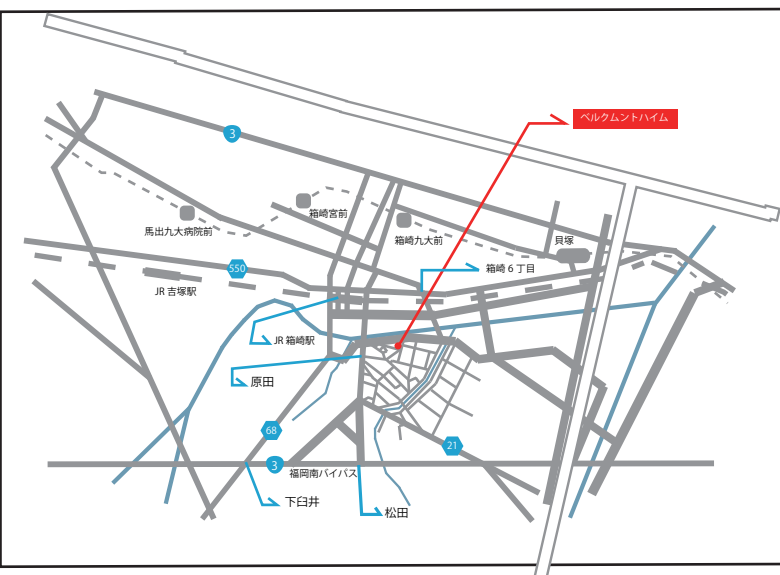 ベルクムントハイム
3
箱崎宮前
馬出九大病院前
箱崎九大前
貝塚
550
箱崎6丁目
JR 吉塚駅
JR 箱崎駅
原田
68
21
3
福岡南バイパス
下臼井
松田